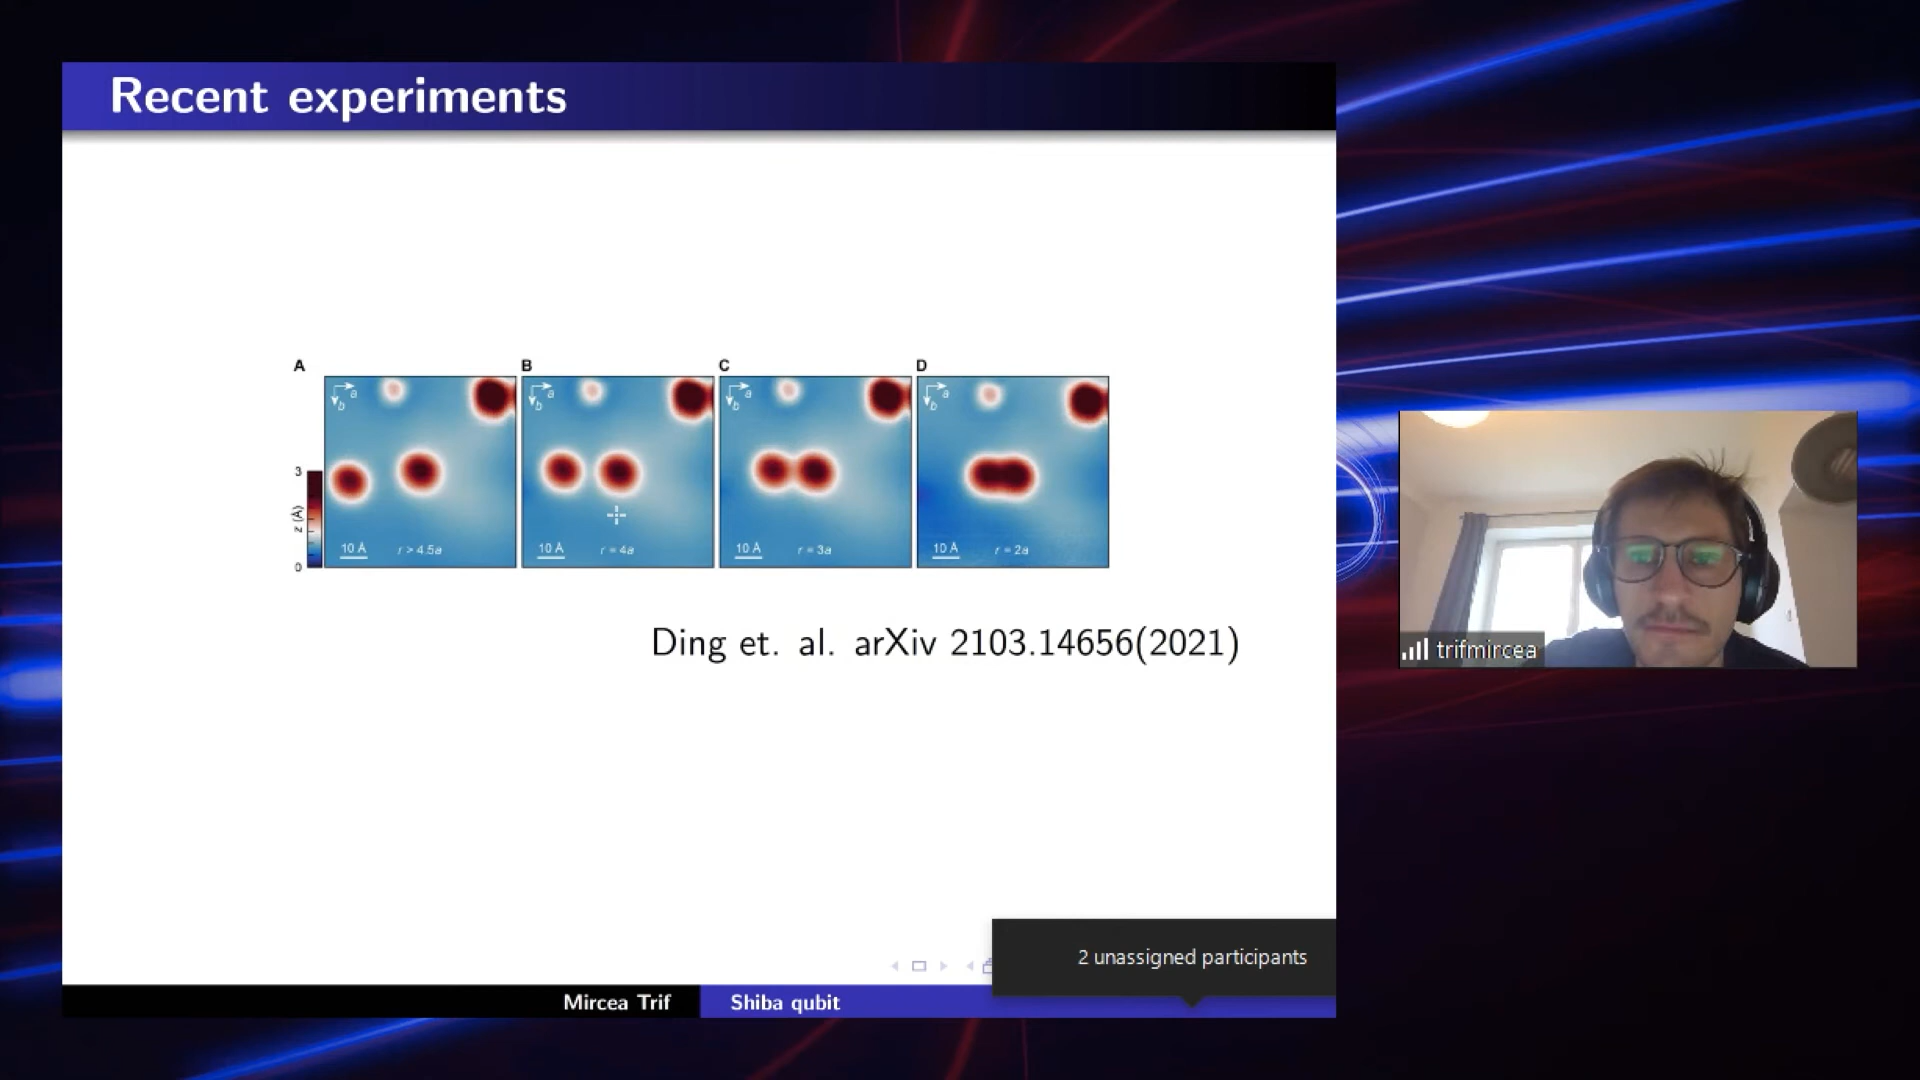 Recent experiments
A B C D
a a a a
b b b b
3
z (Å)
0
10 Å r > 4.5a 10 Å r = 4a 10 Å r = 3a 10 Å r = 2a
Ding et. al. arXiv 2103.14656(2021)
trifmircea
2 unassigned participants
Mircea Trif Shiba qubit